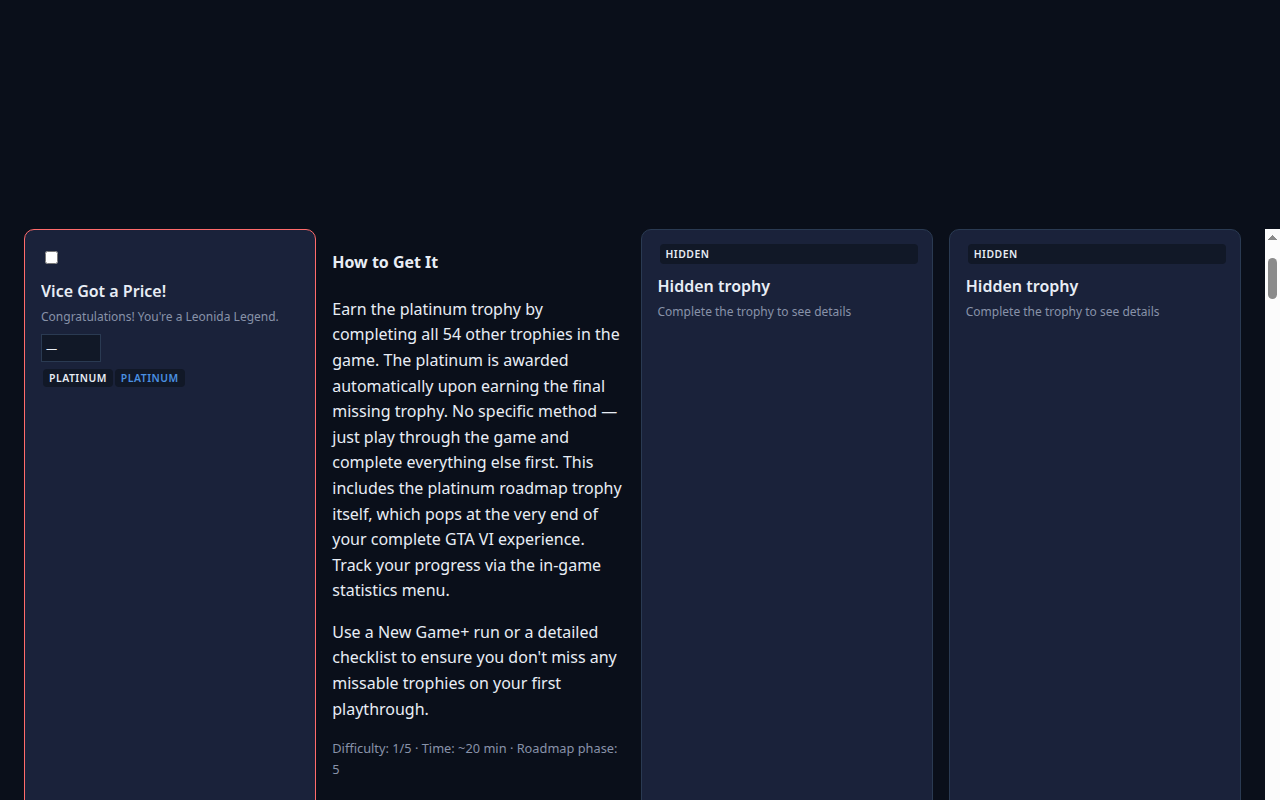 Vice Got a Price!
Congratulations! You're a Leonida Legend.
—
PLATINUM PLATINUM
How to Get It
Earn the platinum trophy by
completing all 54 other trophies in the
game. The platinum is awarded
automatically upon earning the final
missing trophy. No specific method —
just play through the game and
complete everything else first. This
includes the platinum roadmap trophy
itself, which pops at the very end of
your complete GTA VI experience.
Track your progress via the in-game
statistics menu.
Use a New Game+ run or a detailed
checklist to ensure you don't miss any
missable trophies on your first
playthrough.
Difficulty: 1/5 · Time: ~20 min · Roadmap phase:
5
HIDDEN
Hidden trophy
Complete the trophy to see details
HIDDEN
Hidden trophy
Complete the trophy to see details